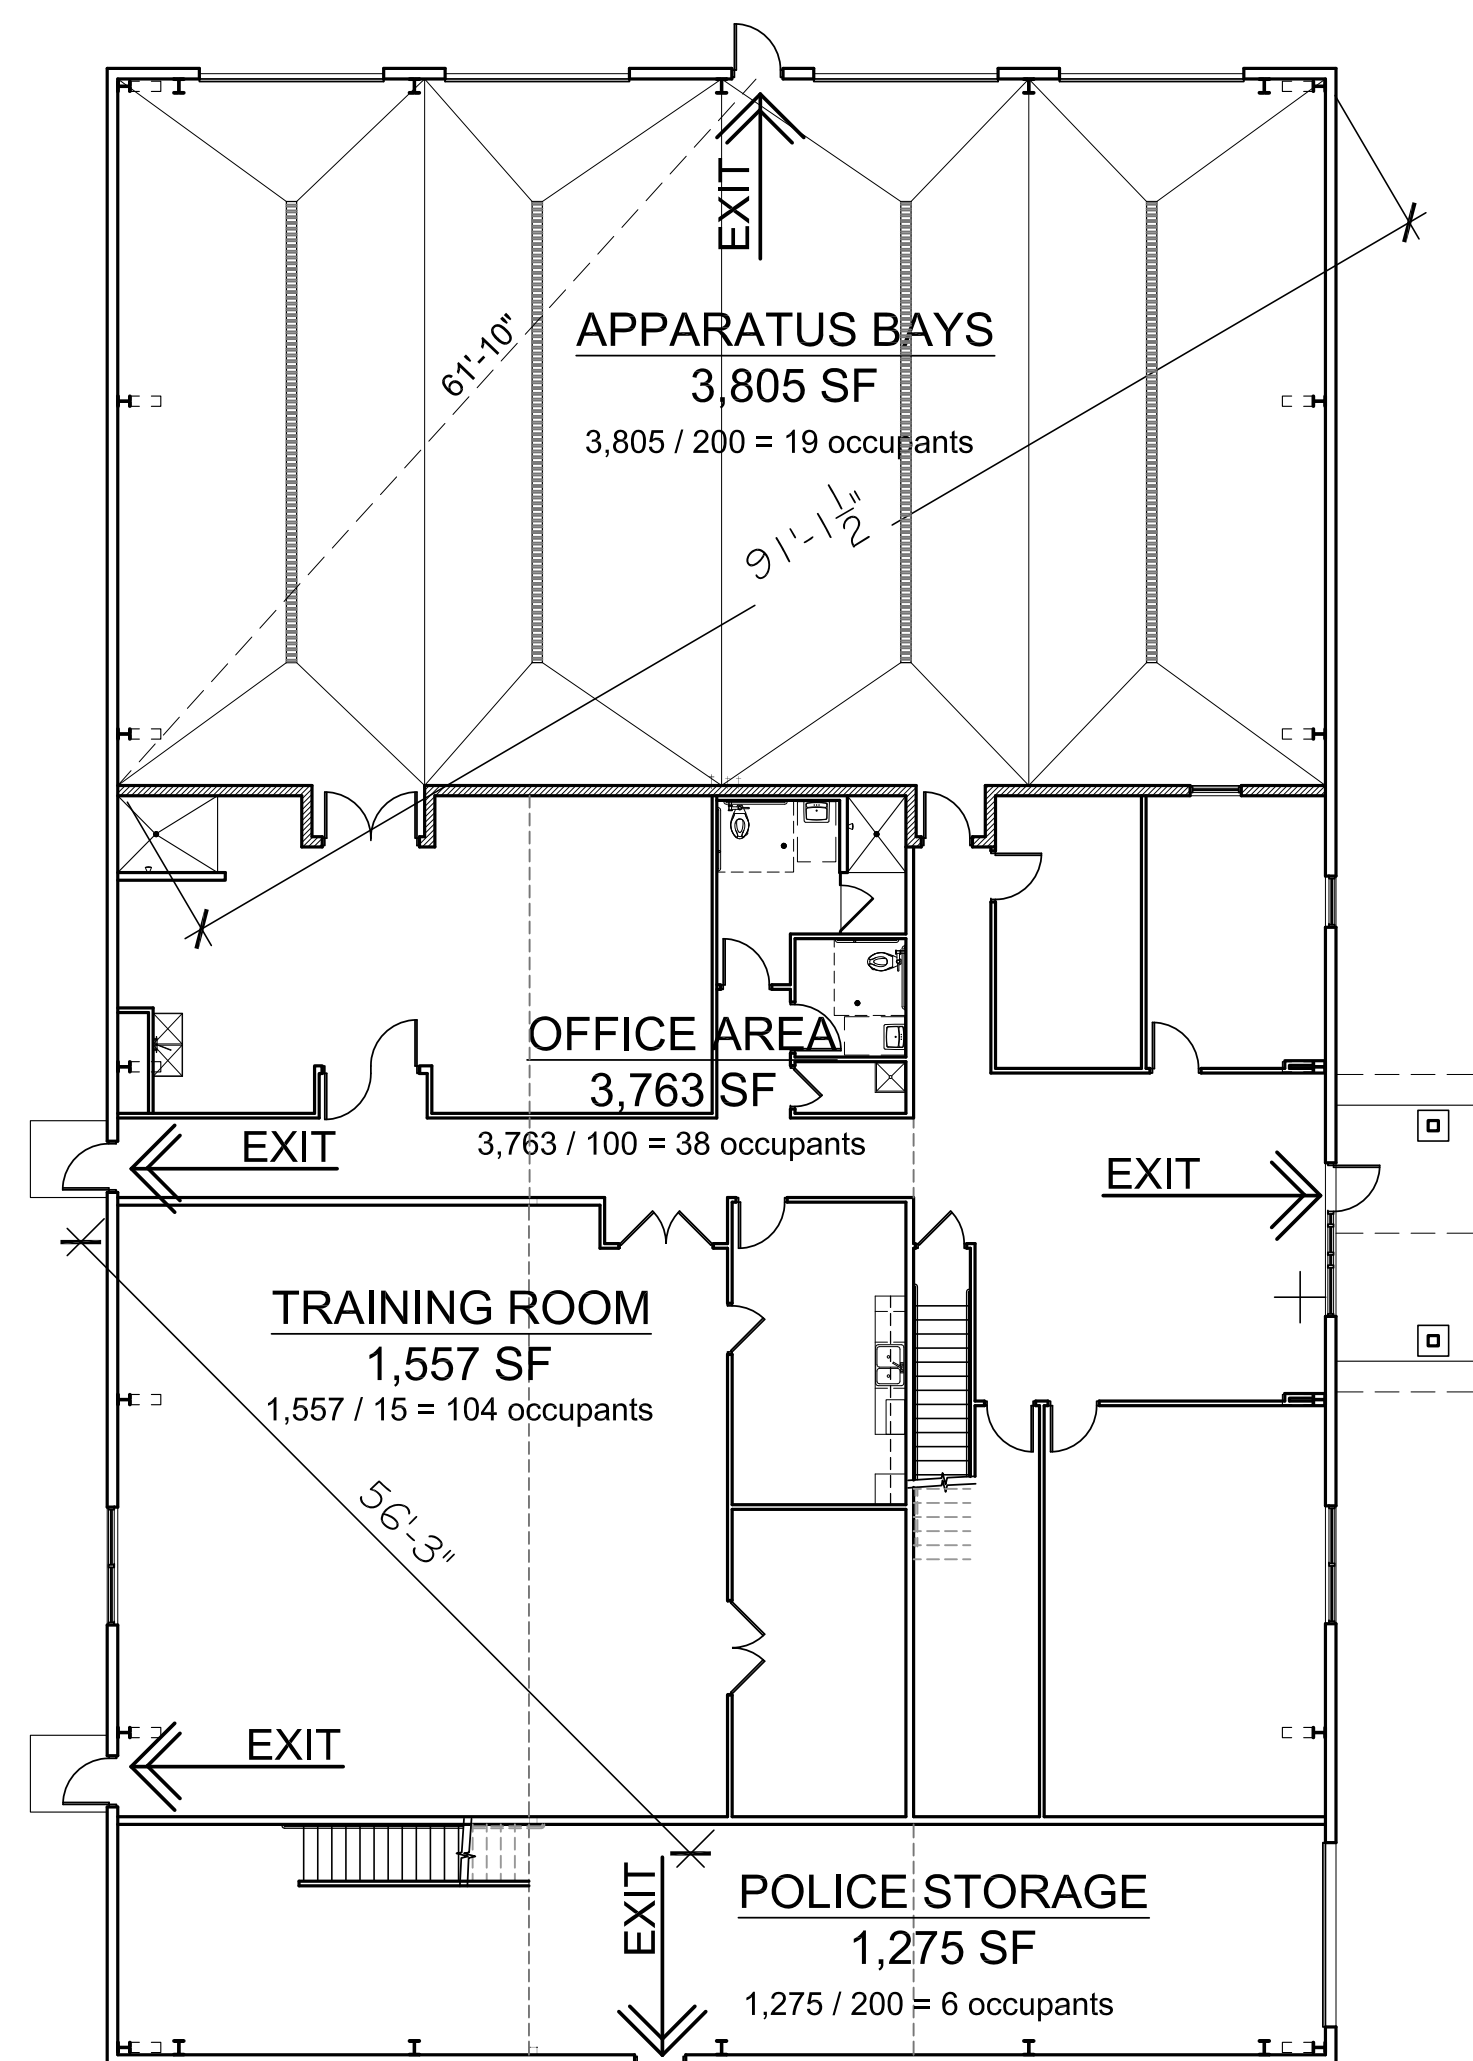 EXIT
61'-10"
APPARATUS BAYS
3,805 SF
3,805 / 200 = 19 occupants
91'-1 1/2"
OFFICE AREA
3,763 SF
3,763 / 100 = 38 occupants
EXIT
EXIT
TRAINING ROOM
1,557 SF
1,557 / 15 = 104 occupants
56'-3"
EXIT
EXIT
POLICE STORAGE
1,275 SF
1,275 / 200 = 6 occupants